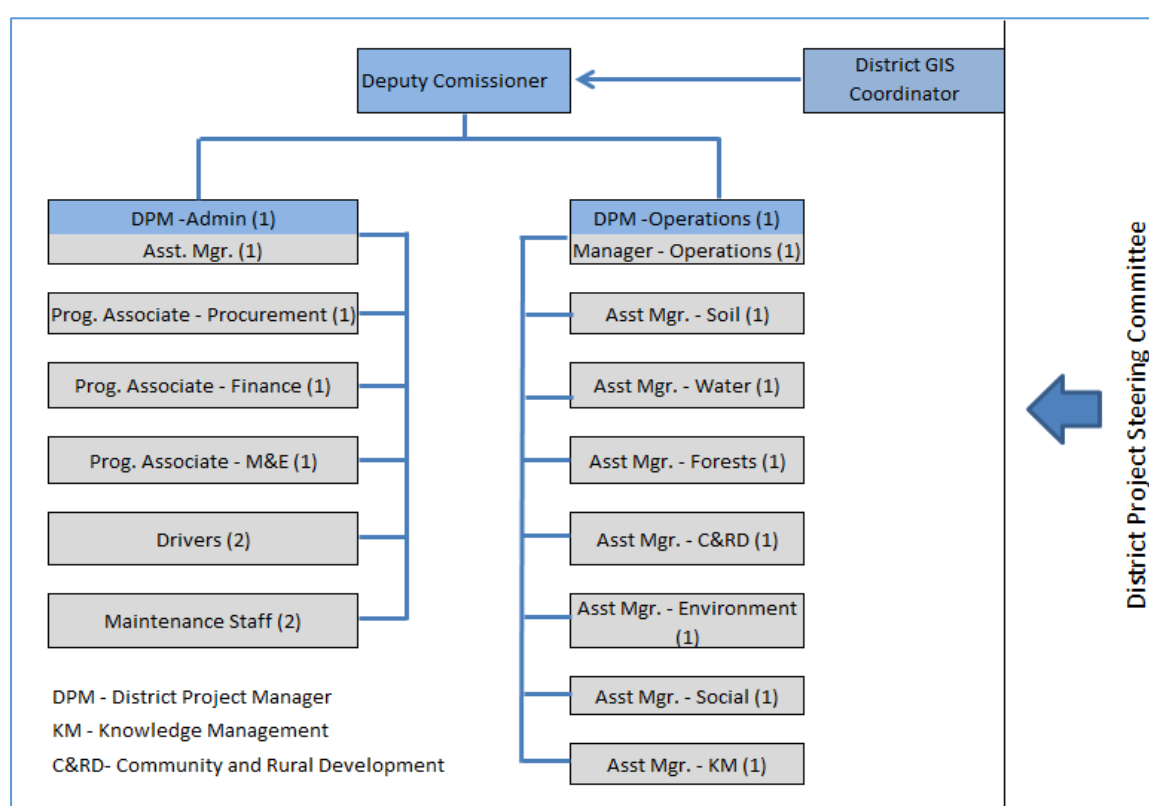 Deputy Comissioner
District GIS
Coordinator
DPM -Admin (1)
Asst. Mgr. (1)
Prog. Associate - Procurement (1)
Prog. Associate - Finance (1)
Prog. Associate - M&E (1)
Drivers (2)
Maintenance Staff (2)
DPM -Operations (1)
Manager - Operations (1)
Asst Mgr. - Soil (1)
Asst Mgr. - Water (1)
Asst Mgr. - Forests (1)
Asst Mgr. - C&RD (1)
Asst Mgr. - Environment
(1)
Asst Mgr. - Social (1)
Asst Mgr. - KM (1)
DPM - District Project Manager
KM - Knowledge Management
C&RD- Community and Rural Development
District Project Steering Committee